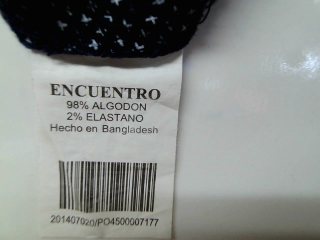 ENCUENTRO
98% ALGODON
2% ELASTANO
Hecho en Bangladesh
201407020/PO4500007177